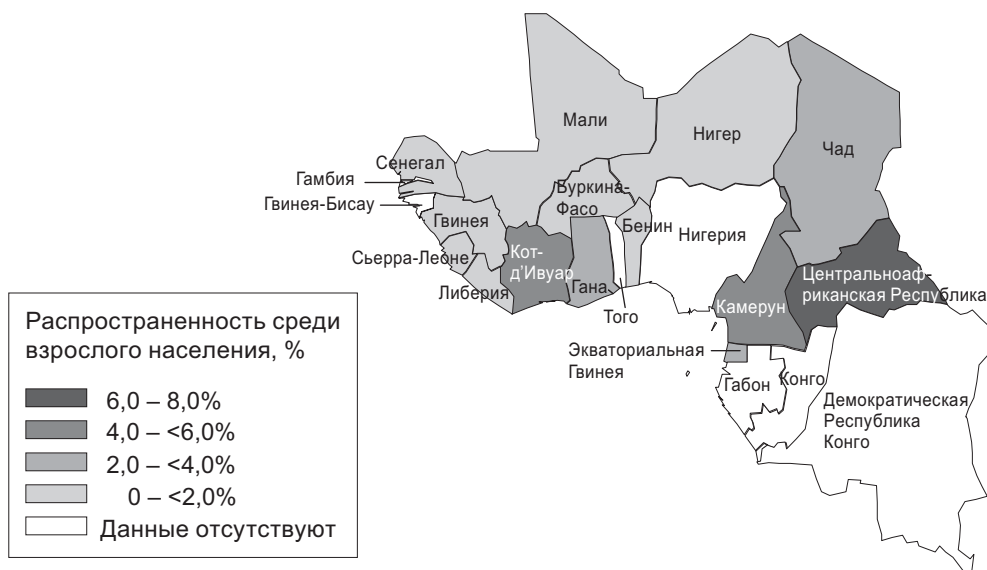 Мали
Нигер
Чад
Сенегал
Гамбия
Гвинея-Бисау
Буркина-
Фасо
Гвинея
Бенин
Нигерия
Сьерра-Леоне
Кот-
д’Ивуар
Либерия
Гана
Того
Центральноаф-
риканская Республика
Камерун
Экваториальная
Гвинея
Габон
Конго
Демократическая
Республика
Конго
Распространенность среди
взрослого населения, %
6,0 – 8,0%
4,0 – <6,0%
2,0 – <4,0%
0 – <2,0%
Данные отсутствуют